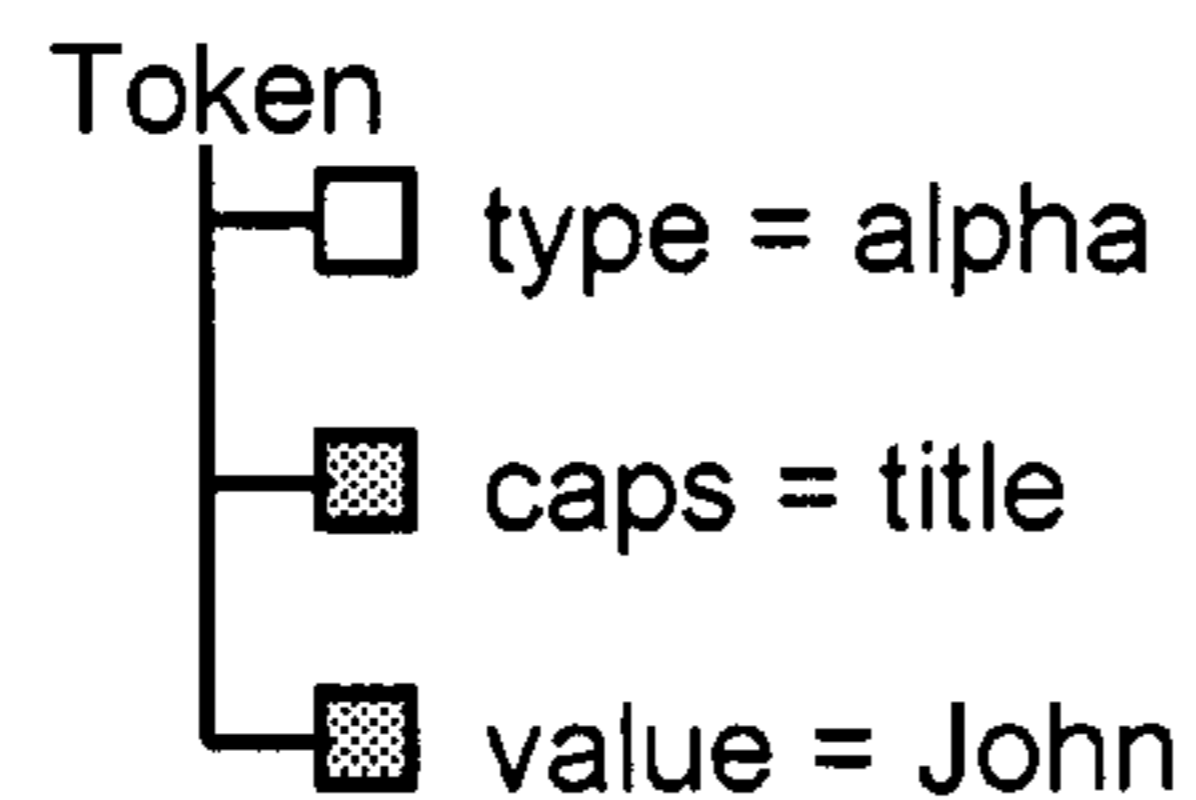 Token
type = alpha
caps = title
value = John